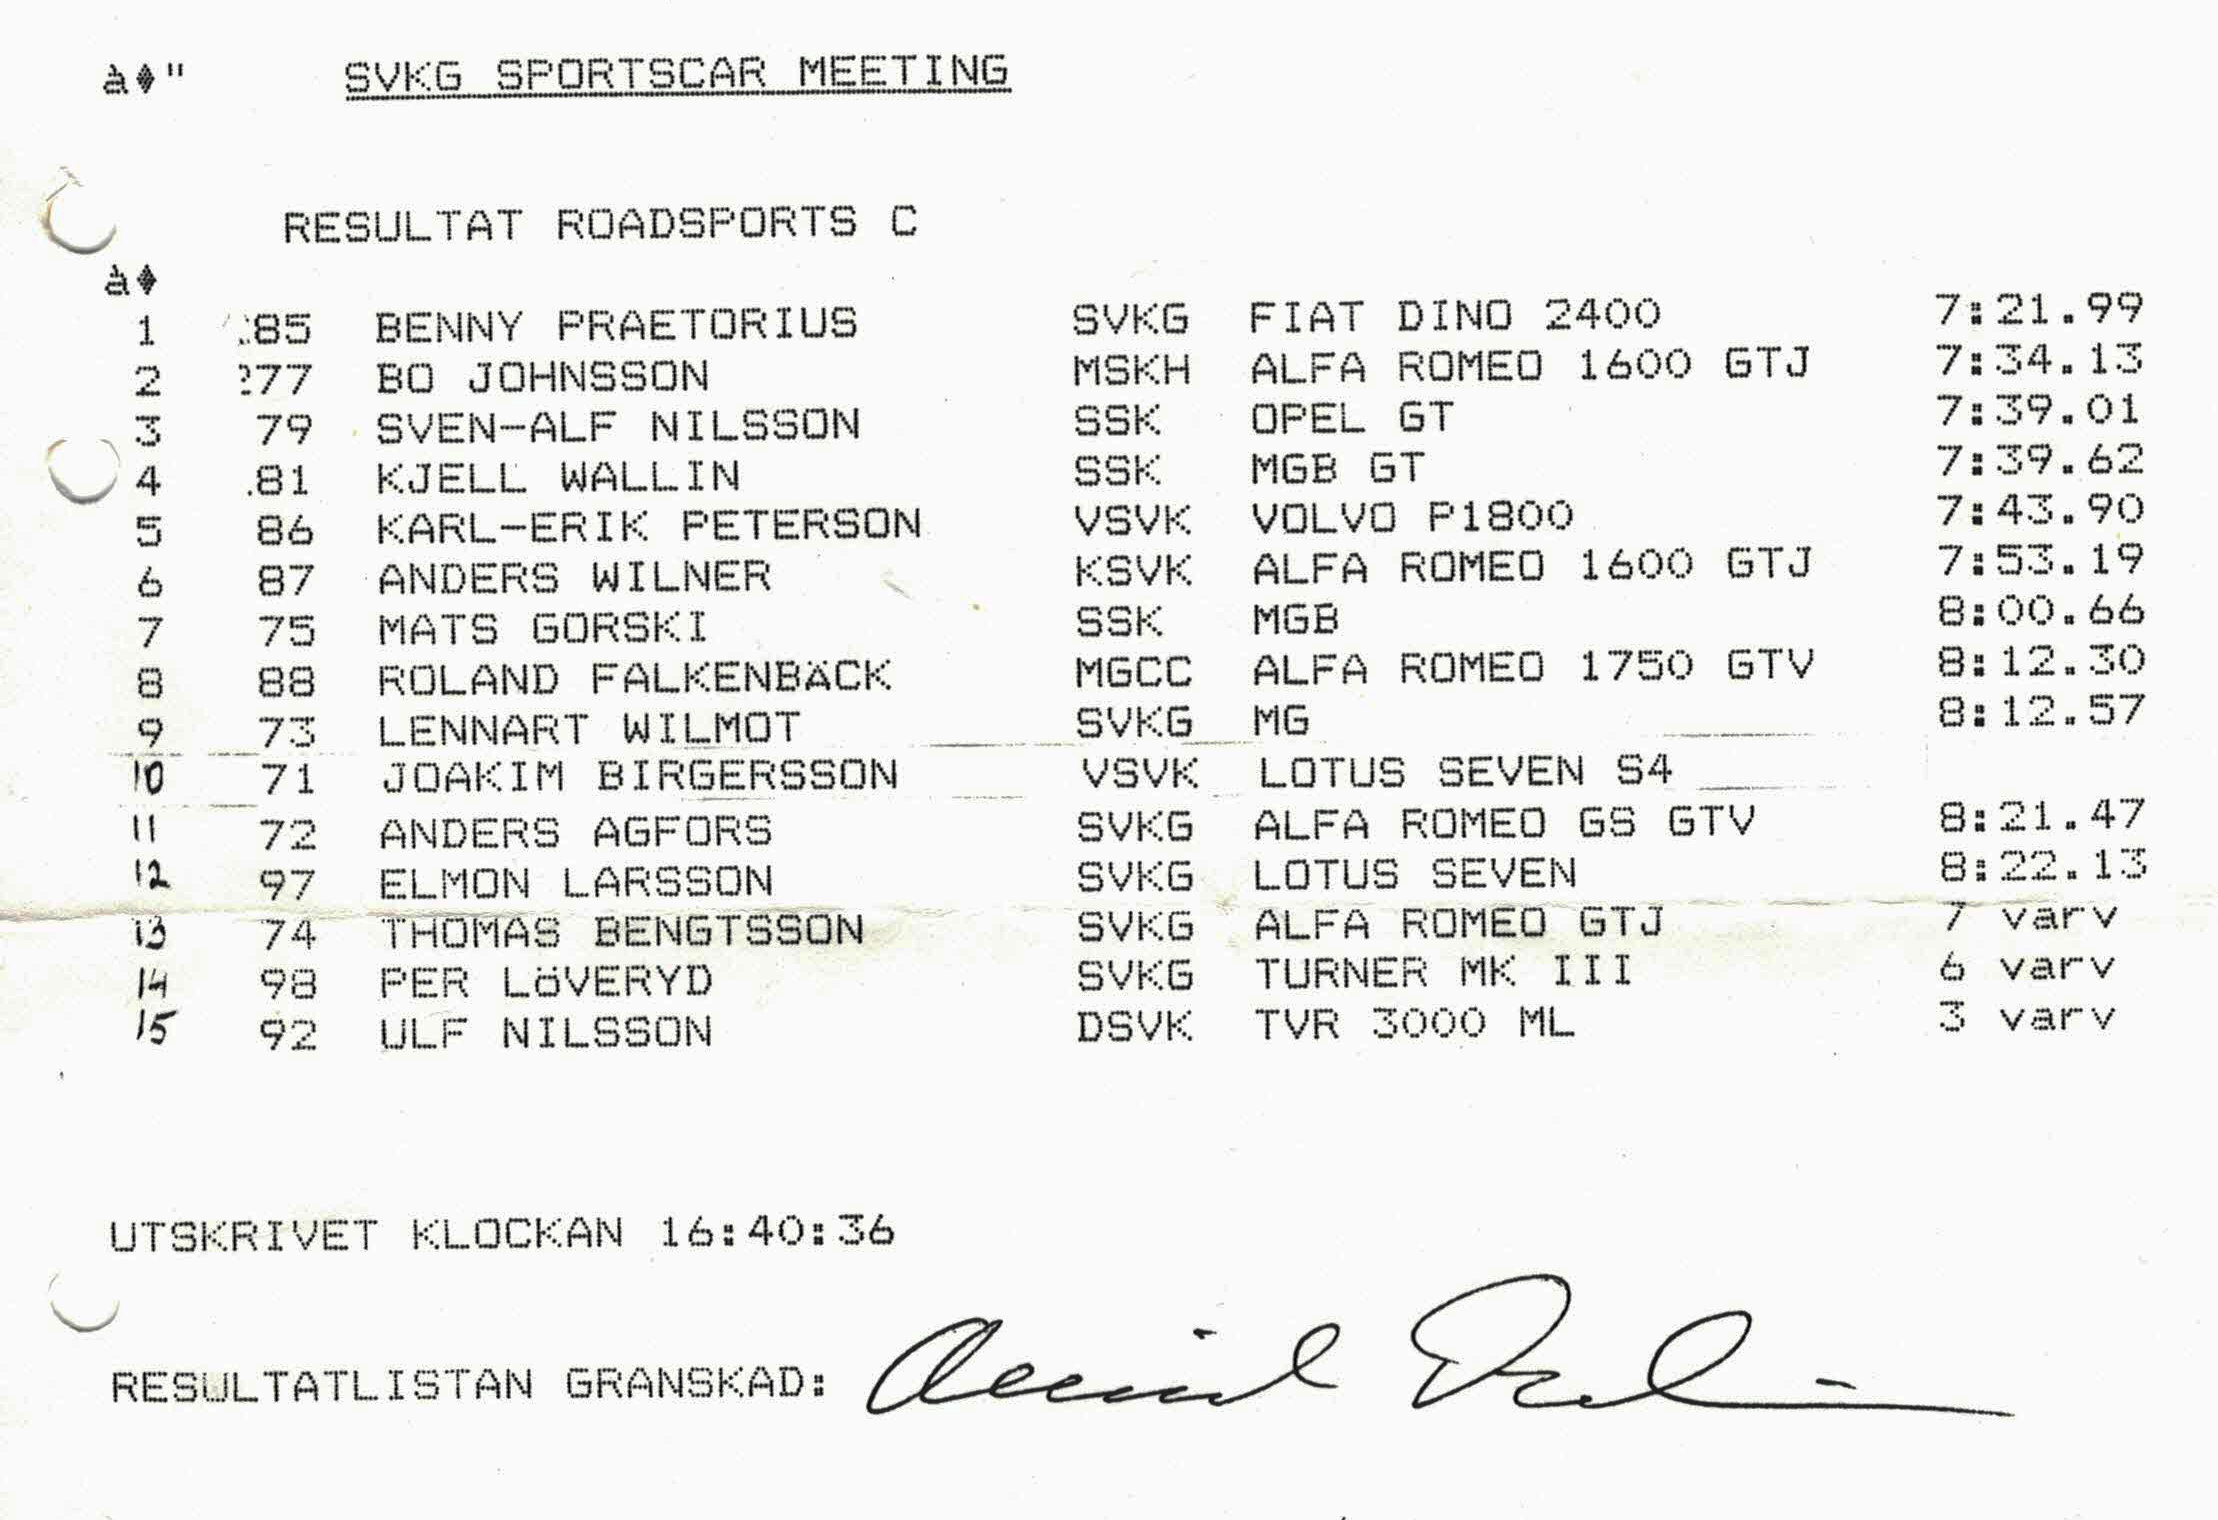 à♦" SVKG SPORTSCAR MEETING
RESULTAT ROADSPORTS C
à♦
1 85 BENNY PRAETORIUS SVKG FIAT DINO 2400 7:21.99
2 277 BO JOHNSSON MSKH ALFA ROMEO 1600 GTJ 7:34.13
3 79 SVEN-ALF NILSSON SSK OPEL GT 7:39.01
4 81 KJELL WALLIN SSK MGB GT 7:39.62
5 86 KARL-ERIK PETERSON VSVK VOLVO P1800 7:43.90
6 87 ANDERS WILNER KSVK ALFA ROMEO 1600 GTJ 7:53.19
7 75 MATS GORSKI SSK MGB 8:00.66
8 88 ROLAND FALKENBÄCK MGCC ALFA ROMEO 1750 GTV 8:12.30
9 73 LENNART WILMOT SVKG MG 8:12.57
10 71 JOAKIM BIRGERSSON VSVK LOTUS SEVEN S4
11 72 ANDERS AGFORS SVKG ALFA ROMEO GS GTV 8:21.47
12 97 ELMON LARSSON SVKG LOTUS SEVEN 8:22.13
13 74 THOMAS BENGTSSON SVKG ALFA ROMEO GTJ 7 varv
14 98 PER LöVERYD SVKG TURNER MK III 6 varv
15 92 ULF NILSSON DSVK TVR 3000 ML 3 varv
UTSKRIVET KLOCKAN 16:40:36
RESULTATLISTAN GRANSKAD: